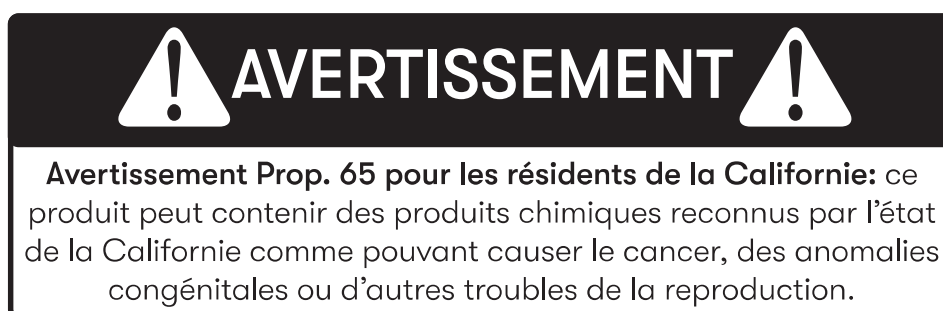 AVERTISSEMENT
Avertissement Prop. 65 pour les résidents de la Californie: ce
produit peut contenir des produits chimiques reconnus par l'état
de la Californie comme pouvant causer le cancer, des anomalies
congénitales ou d'autres troubles de la reproduction.